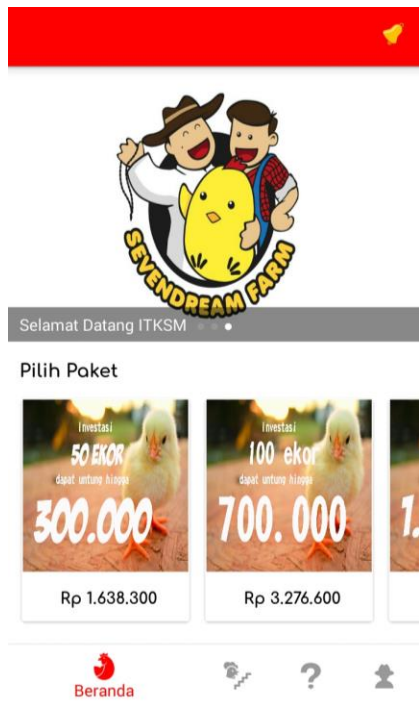 SEVENDREAM FARM
Selamat Datang ITKSM
Pilih Paket
Investasi
50 EKOR
dapat untung hingga
300.000
Rp 1.638.300
Investasi
100 ekor
dapat untung hingga
700.000
Rp 3.276.600
1.
Beranda
?